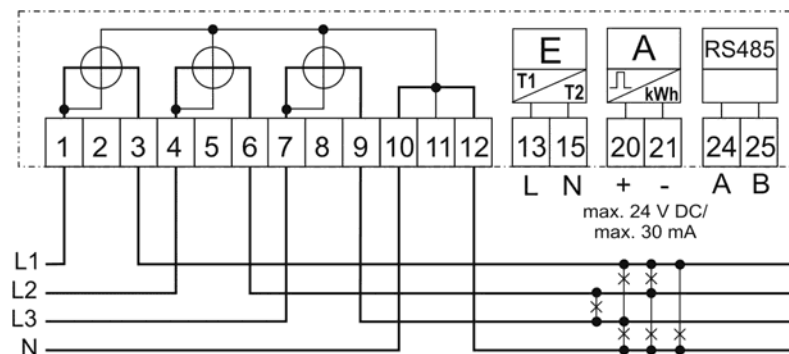 E A RS485
T1 T2 kWh
1 2 3 4 5 6 7 8 9 10 11 12 13 15 20 21 24 25
L N + - A B
max. 24 V DC/
max. 30 mA
L1
L2
L3
N